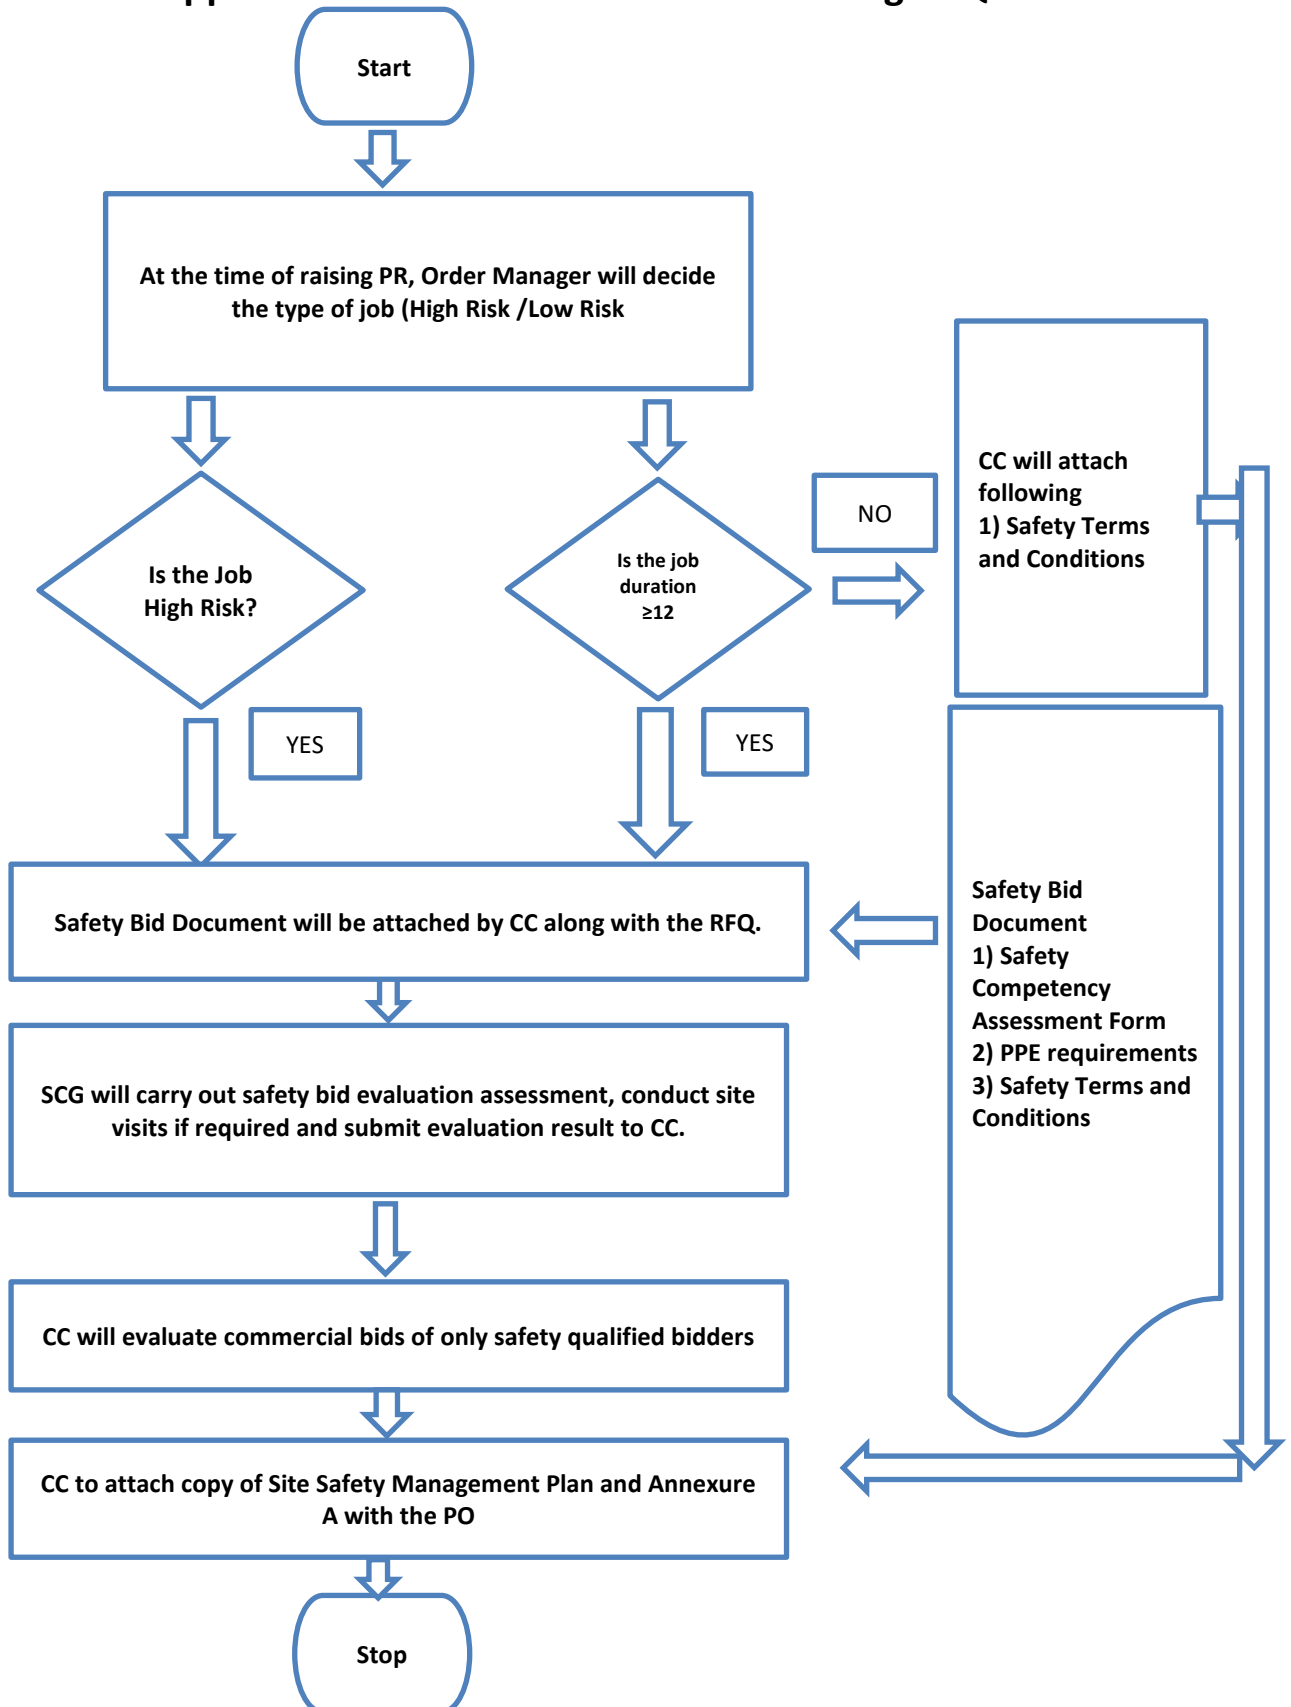 Start
At the time of raising PR, Order Manager will decide
the type of job (High Risk /Low Risk
Is the Job
High Risk?
Is the job
duration
≥12
NO
CC will attach
following
1) Safety Terms
and Conditions
YES
YES
Safety Bid Document will be attached by CC along with the RFQ.
Safety Bid
Document
1) Safety
Competency
Assessment Form
2) PPE requirements
3) Safety Terms and
Conditions
SCG will carry out safety bid evaluation assessment, conduct site
visits if required and submit evaluation result to CC.
CC will evaluate commercial bids of only safety qualified bidders
CC to attach copy of Site Safety Management Plan and Annexure
A with the PO
Stop